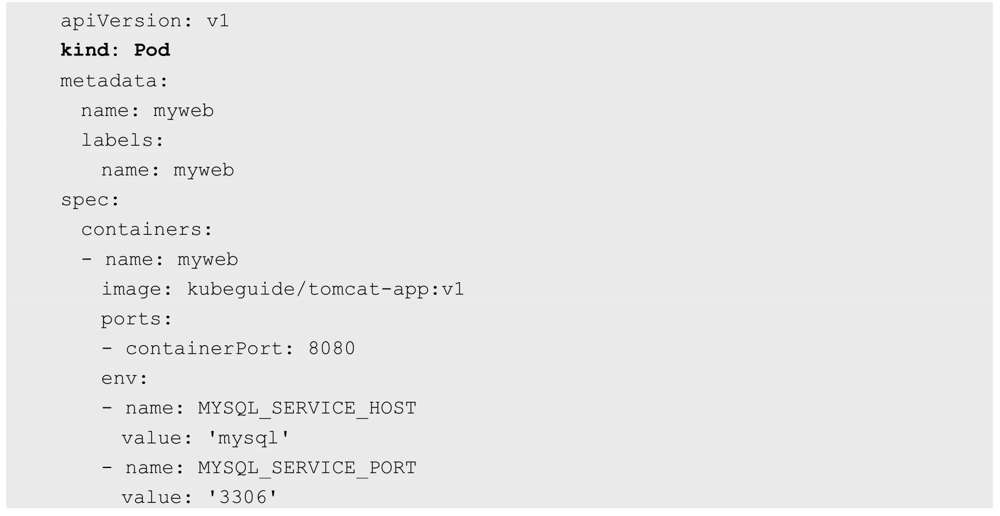 apiVersion: v1
kind: Pod
metadata:
  name: myweb
  labels:
    name: myweb
spec:
  containers:
  - name: myweb
    image: kubeguide/tomcat-app:v1
    ports:
    - containerPort: 8080
    env:
    - name: MYSQL_SERVICE_HOST
      value: 'mysql'
    - name: MYSQL_SERVICE_PORT
      value: '3306'